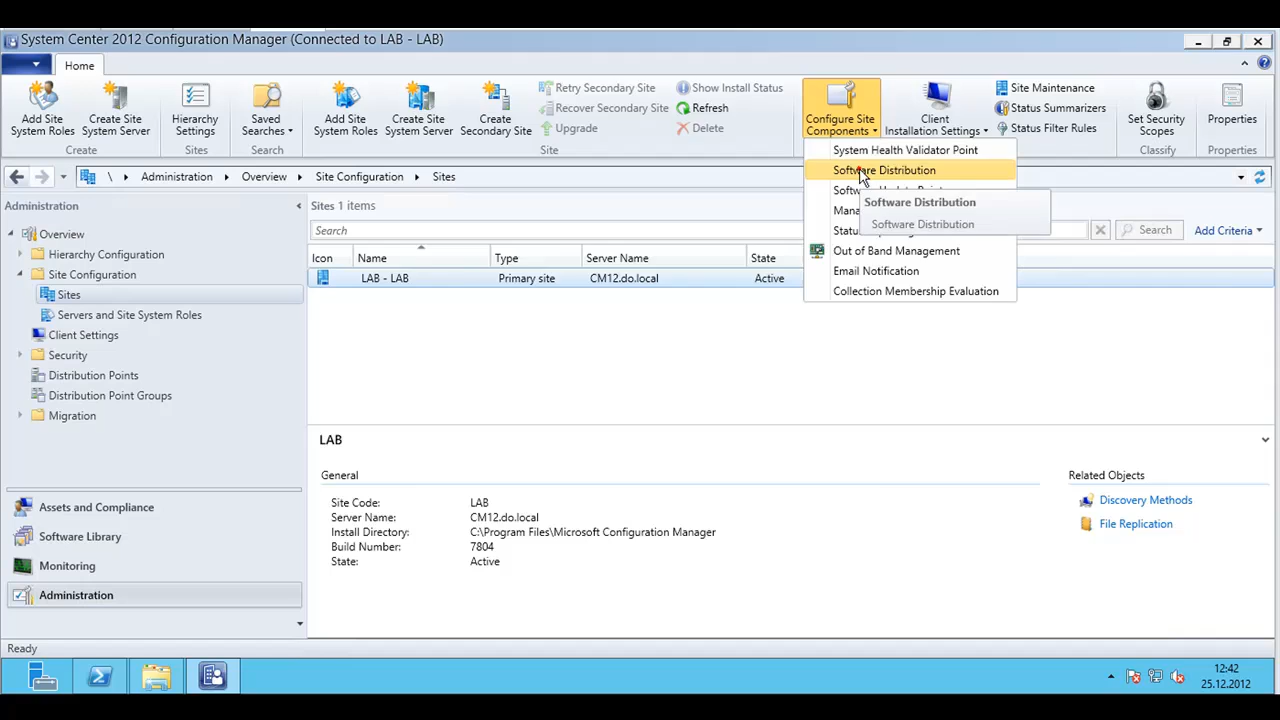 System Center 2012 Configuration Manager (Connected to LAB - LAB)
Home
Add Site
System Roles
Create Site
System Server
Create
Hierarchy
Settings
Sites
Saved
Searches
Search
Add Site
System Roles
Create Site
System Server
Create
Secondary Site
Retry Secondary Site
Recover Secondary Site
Upgrade
Show Install Status
Refresh
Delete
Site
Configure Site
Components
Client
Installation Settings
Site Maintenance
Status Summarizers
Status Filter Rules
Set Security
Scopes
Classify
Properties
Properties
System Health Validator Point
Software Distribution
Software Distribution
Software Distribution
Out of Band Management
Email Notification
Collection Membership Evaluation
\ Administration Overview Site Configuration Sites
Administration
Overview
Hierarchy Configuration
Site Configuration
Sites
Servers and Site System Roles
Client Settings
Security
Distribution Points
Distribution Point Groups
Migration
Assets and Compliance
Software Library
Monitoring
Administration
Sites 1 items
Search
Search
Add Criteria
Icon Name Type Server Name State
LAB - LAB Primary site CM12.do.local Active
LAB
General
Site Code: LAB
Server Name: CM12.do.local
Install Directory: C:\Program Files\Microsoft Configuration Manager
Build Number: 7804
State: Active
Related Objects
Discovery Methods
File Replication
Ready
12:42
25.12.2012